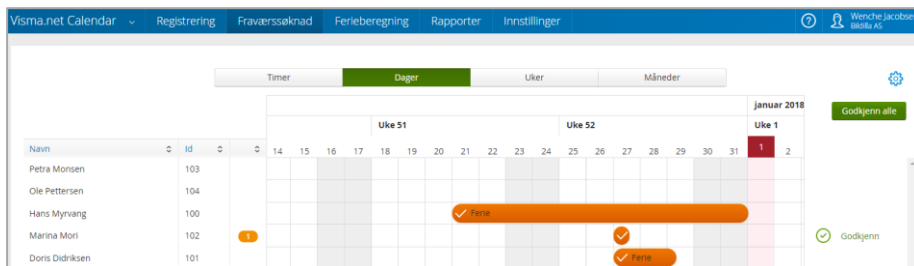 Visma.net Calendar Registrering Fraværssøknad Ferieberegning Rapporter Innstillinger Wenche Jacobse
Bildilla AS
Timer Dager Uker Måneder
januar 2018 Godkjenn alle
Uke 51 Uke 52 Uke 1
Navn Id 14 15 16 17 18 19 20 21 22 23 24 25 26 27 28 29 30 31 1 2
Petra Monsen 103
Ole Pettersen 104
Hans Myrvang 100 Ferie
Marina Mori 102 1 Godkjenn
Doris Didriksen 101 Ferie